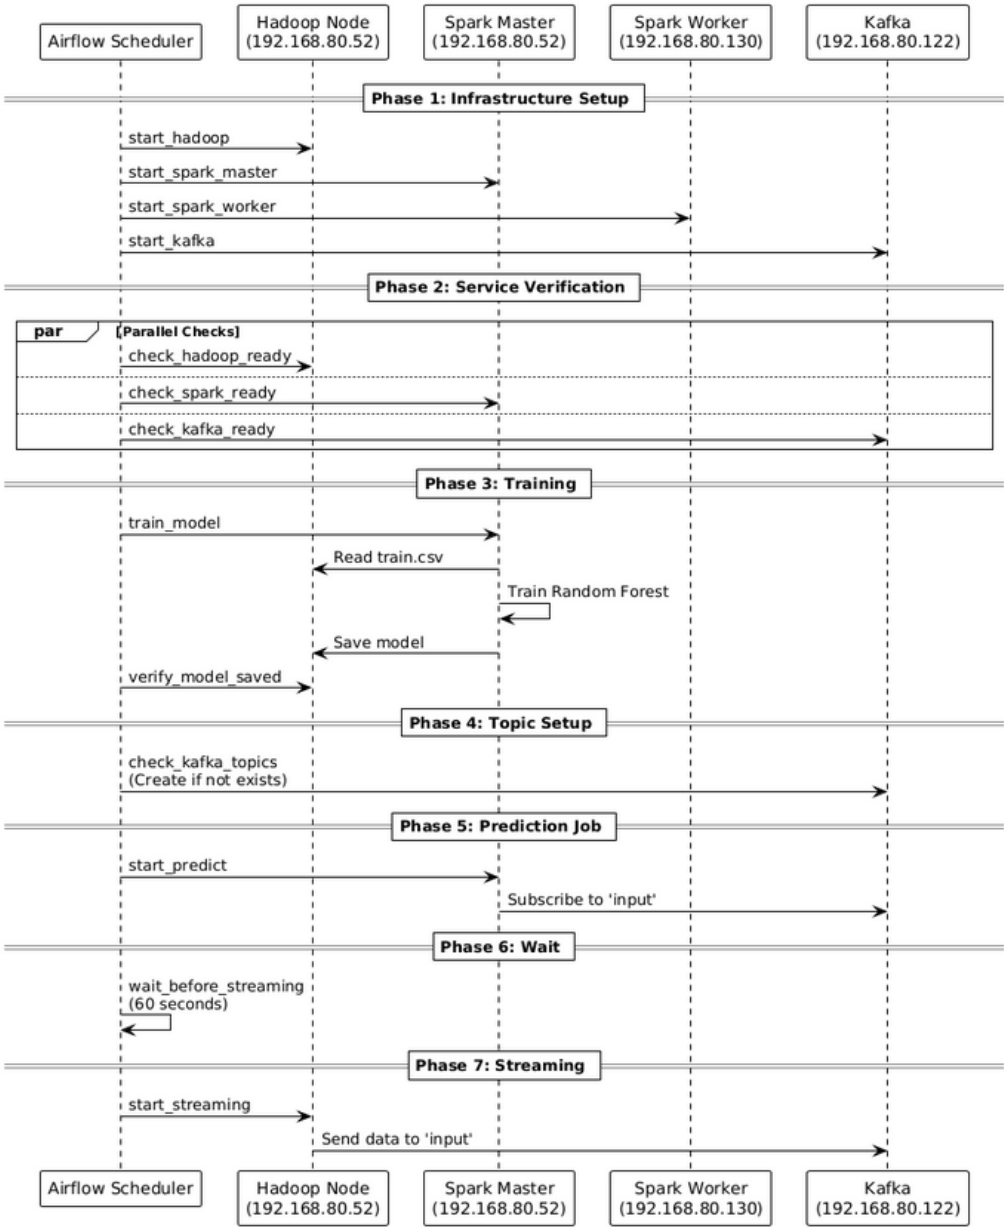 Airflow Scheduler
Hadoop Node
(192.168.80.52)
Spark Master
(192.168.80.52)
Spark Worker
(192.168.80.130)
Kafka
(192.168.80.122)
Phase 1: Infrastructure Setup
start_hadoop
start_spark_master
start_spark_worker
start_kafka
Phase 2: Service Verification
par
[Parallel Checks]
check_hadoop_ready
check_spark_ready
check_kafka_ready
Phase 3: Training
train_model
Read train.csv
Train Random Forest
Save model
verify_model_saved
Phase 4: Topic Setup
check_kafka_topics
(Create if not exists)
Phase 5: Prediction Job
start_predict
Subscribe to 'input'
Phase 6: Wait
wait_before_streaming
(60 seconds)
Phase 7: Streaming
start_streaming
Send data to 'input'
Airflow Scheduler
Hadoop Node
(192.168.80.52)
Spark Master
(192.168.80.52)
Spark Worker
(192.168.80.130)
Kafka
(192.168.80.122)